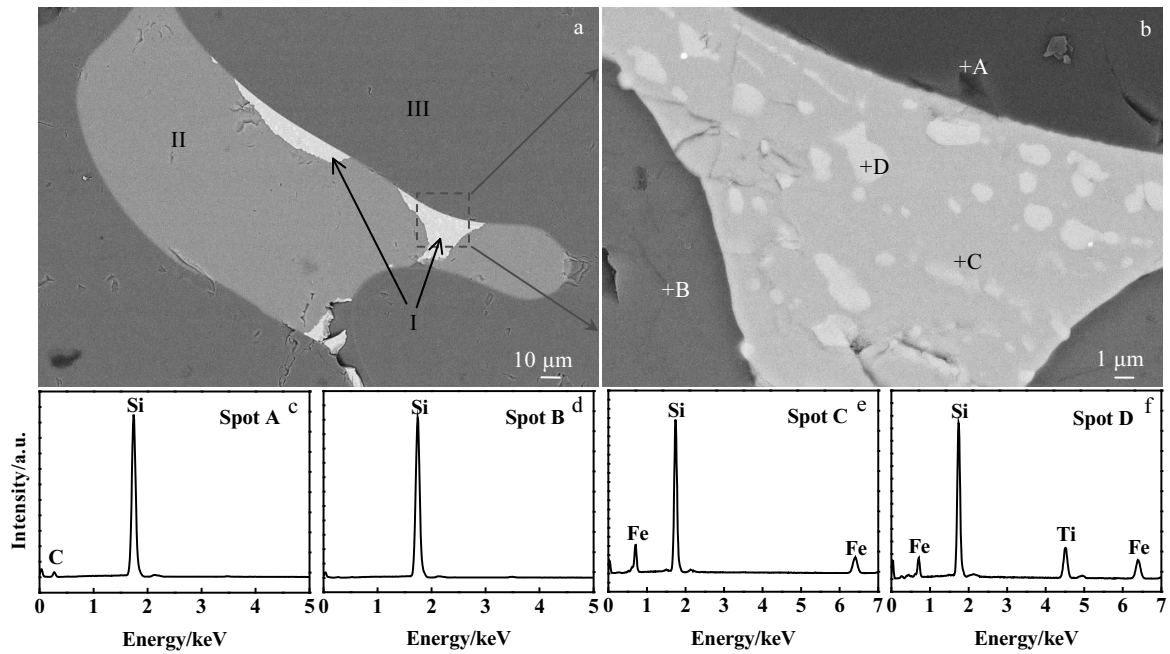 a
II
III
I
10 μm
b
+A
+D
+C
+B
1 μm
Intensity/a.u.
Si
c
Spot A
C
0 1 2 3 4 5
Energy/keV
Si
d
Spot B
0 1 2 3 4 5
Energy/keV
Si
e
Spot C
Fe
Fe
0 1 2 3 4 5 6 7
Energy/keV
Si
f
Spot D
Fe
Ti
Fe
0 1 2 3 4 5 6 7
Energy/keV